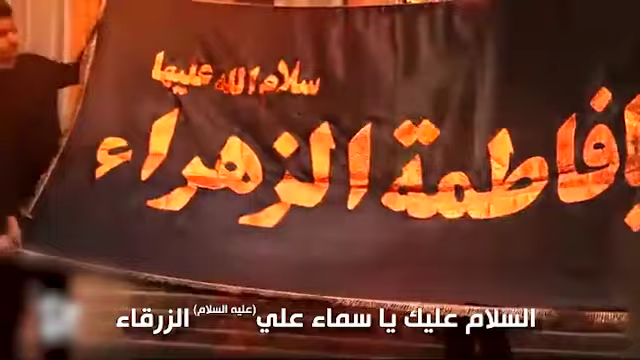 سلام الله عليها
يا فاطمة الزهراء
السلام عليك يا سماء علي (عليه السلام) الزرقاء